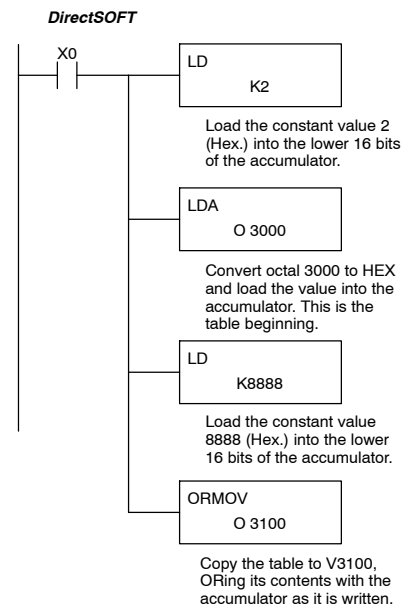 DirectSOFT
X0
LD
K2
Load the constant value 2
(Hex.) into the lower 16 bits
of the accumulator.
LDA
O 3000
Convert octal 3000 to HEX
and load the value into the
accumulator. This is the
table beginning.
LD
K8888
Load the constant value
8888 (Hex.) into the lower
16 bits of the accumulator.
ORMOV
O 3100
Copy the table to V3100,
ORing its contents with the
accumulator as it is written.